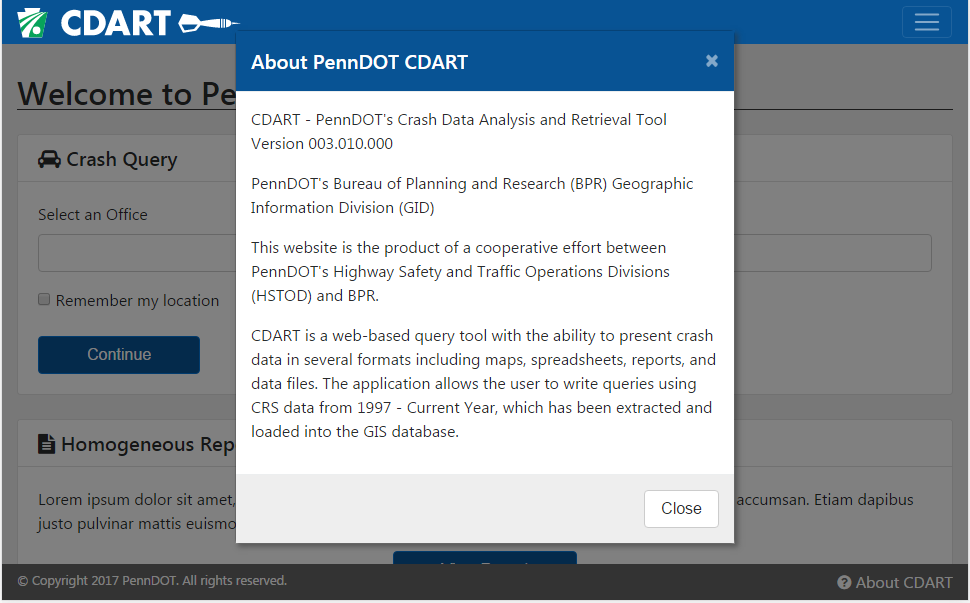 CDART
Welcome to Pe
About PennDOT CDART
×
CDART - PennDOT's Crash Data Analysis and Retrieval Tool
Version 003.010.000
PennDOT's Bureau of Planning and Research (BPR) Geographic
Information Division (GID)
This website is the product of a cooperative effort between
PennDOT's Highway Safety and Traffic Operations Divisions
(HSTOD) and BPR.
CDART is a web-based query tool with the ability to present crash
data in several formats including maps, spreadsheets, reports, and
data files. The application allows the user to write queries using
CRS data from 1997 - Current Year, which has been extracted and
loaded into the GIS database.
Close
Crash Query
Select an Office
Remember my location
Continue
Homogeneous Rep
Lorem ipsum dolor sit amet, accumsan. Etiam dapibus
justo pulvinar mattis euismo
© Copyright 2017 PennDOT. All rights reserved.
? About CDART